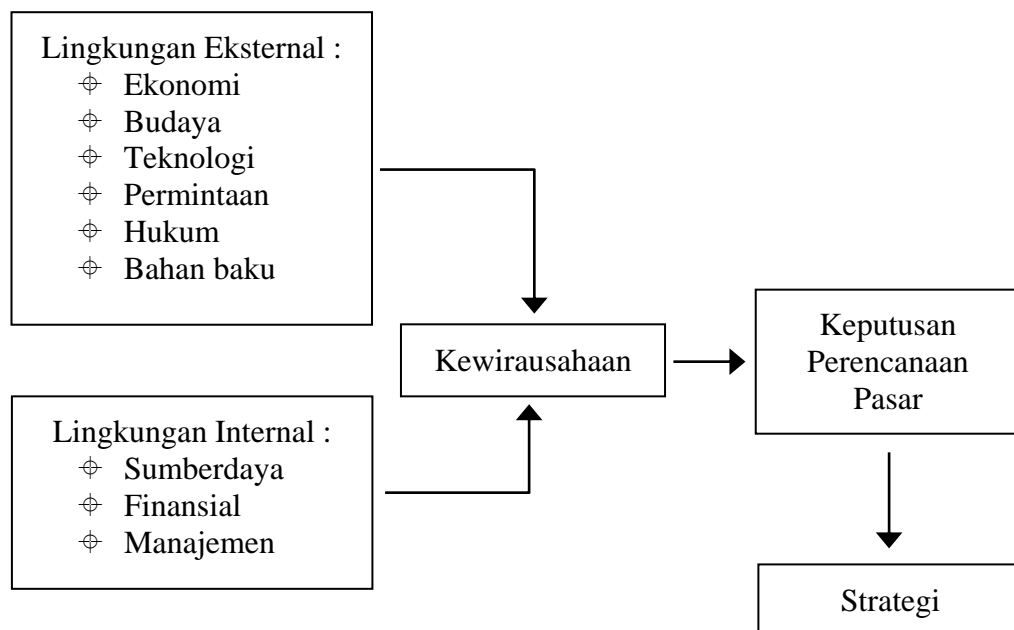 Lingkungan Eksternal :
Ekonomi
Budaya
Teknologi
Permintaan
Hukum
Bahan baku
Lingkungan Internal :
Sumberdaya
Finansial
Manajemen
Kewirausahaan
Keputusan
Perencanaan
Pasar
Strategi